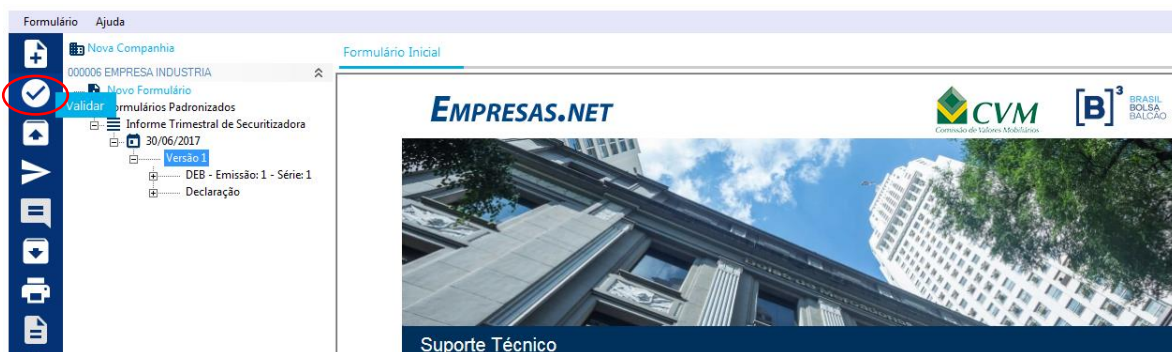 Formulário Ajuda
Nova Companhia
Formulário Inicial
000006 EMPRESA INDUSTRIA
Novo Formulário
Validar
ormulários Padronizados
Informe Trimestral de Securitizadora
30/06/2017
Versão 1
DEB - Emissão: 1 - Série: 1
Declaração
EMPRESAS.NET
CVM
Comissão de Valores Mobiliários
[B]³ BRASIL
BOLSA
BALCÃO
Suporte Técnico